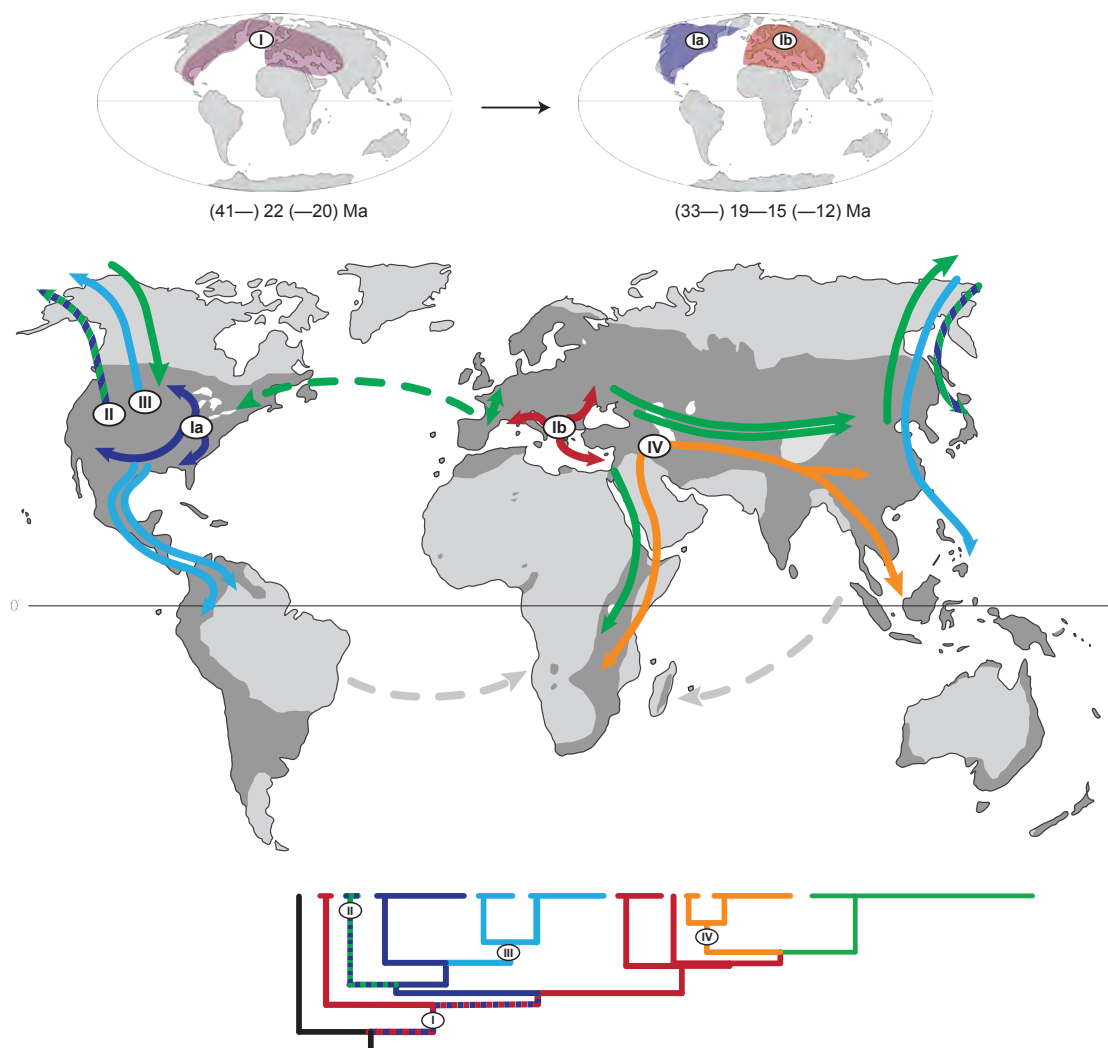 I
Ia
Ib
(41—) 22 (—20) Ma
(33—) 19—15 (—12) Ma
II
III
Ia
Ib
IV
0°
II
III
IV
I